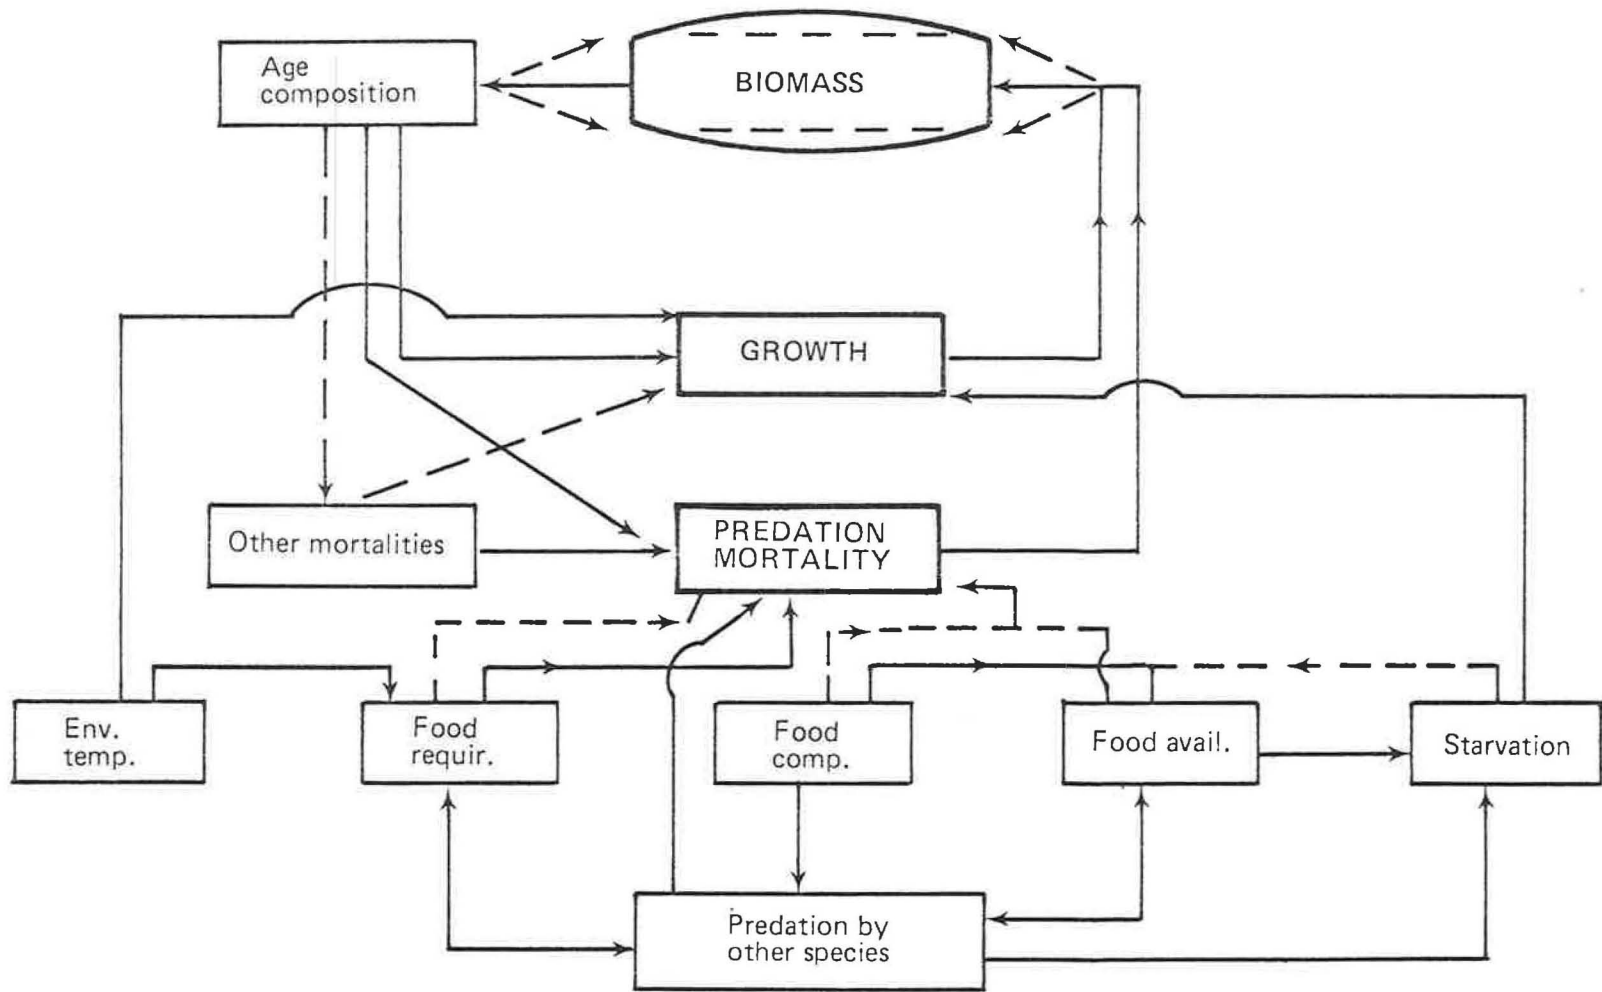 Age
composition
BIOMASS
GROWTH
Other mortalities
PREDATION
MORTALITY
Env.
temp.
Food
requir.
Food
comp.
Food avail.
Starvation
Predation by
other species